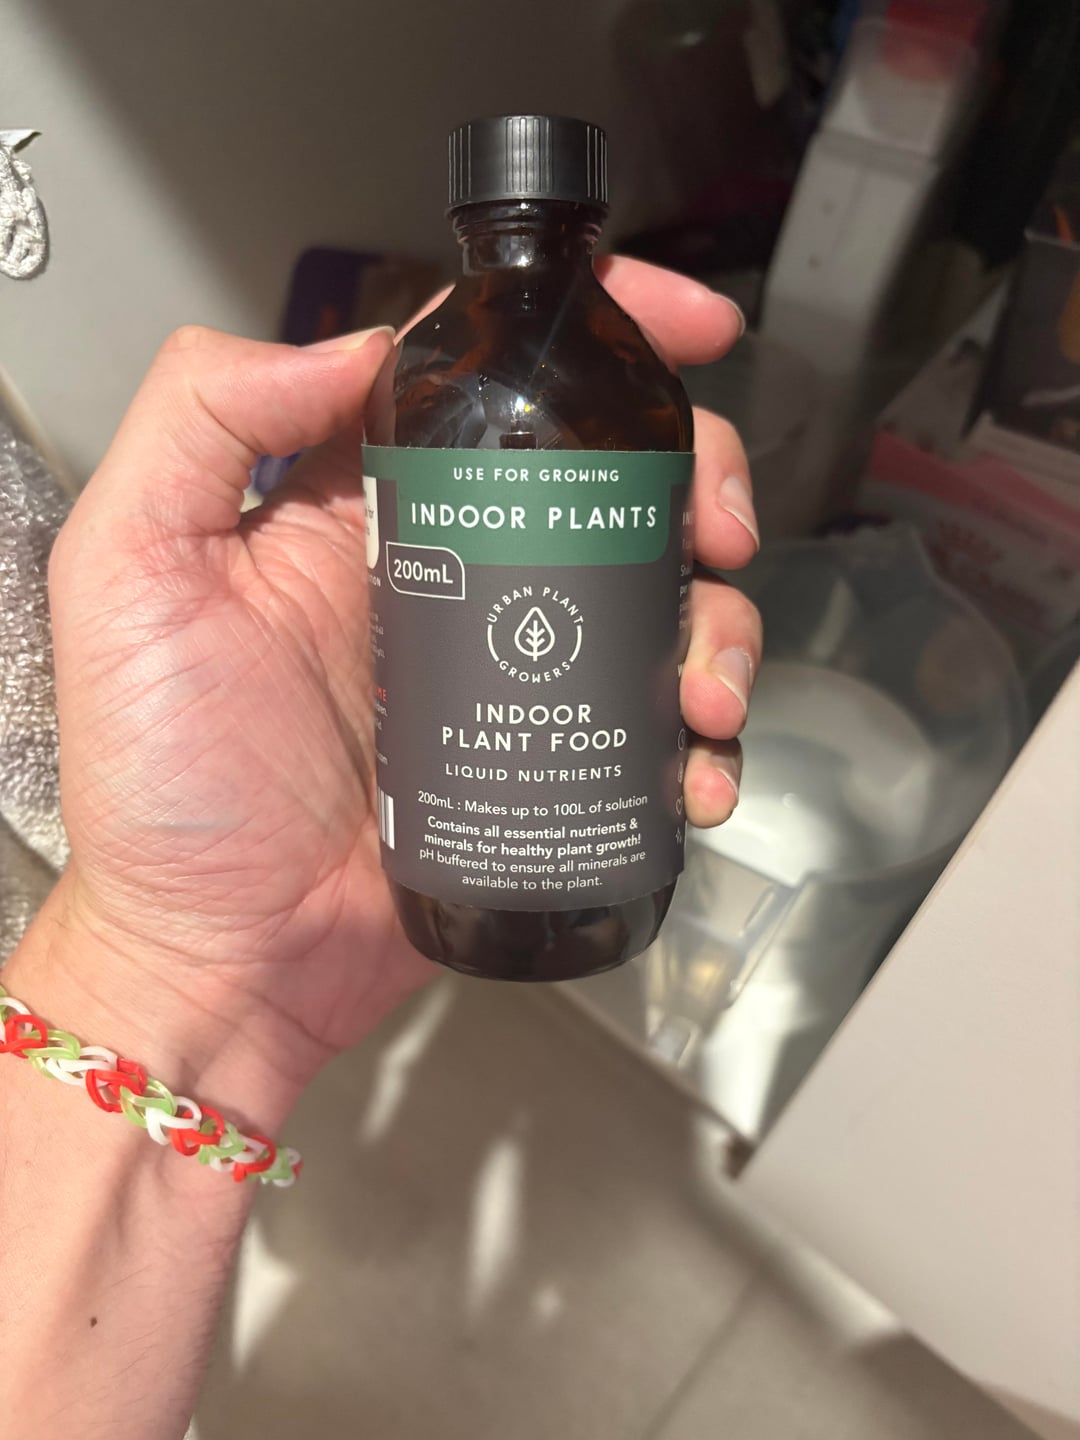 USE FOR GROWING
INDOOR PLANTS
200mL
URBAN PLANT
GROWERS
INDOOR
PLANT FOOD
LIQUID NUTRIENTS
200mL : Makes up to 100L of solution
Contains all essential nutrients &
minerals for healthy plant growth!
pH buffered to ensure all minerals are
available to the plant.